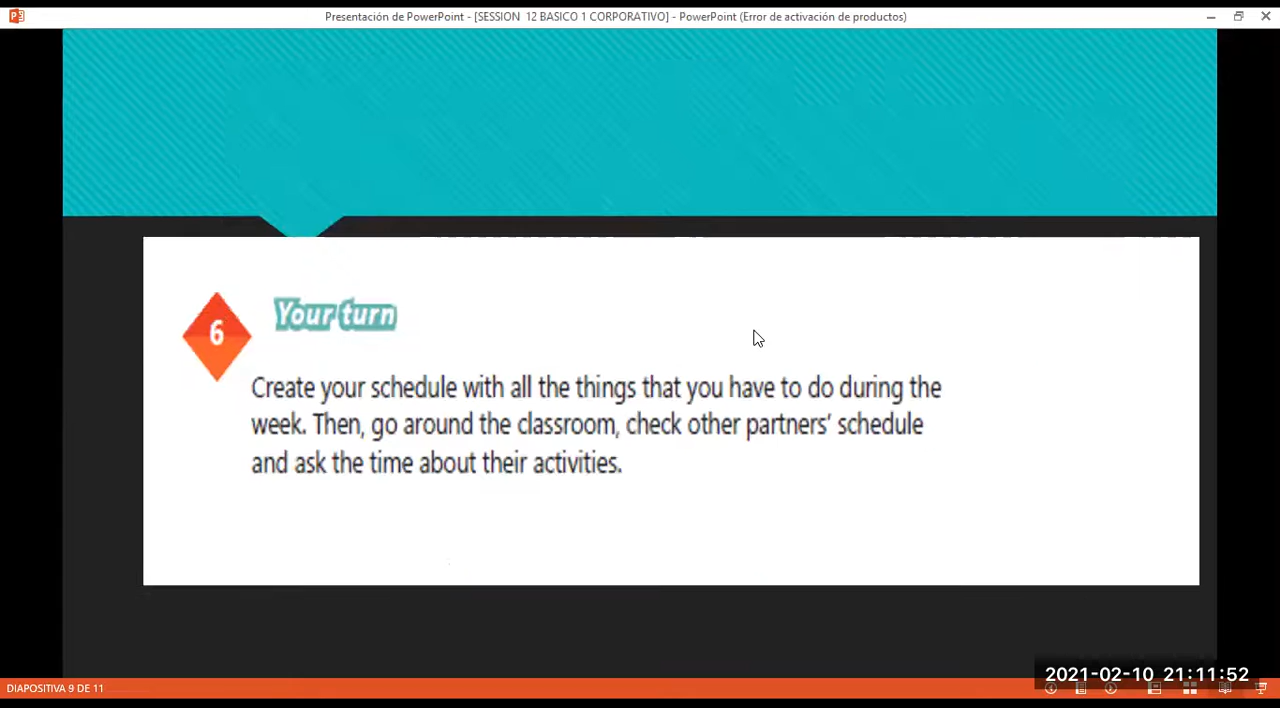 Presentación de PowerPoint - [SESSION 12 BASICO 1 CORPORATIVO] - PowerPoint (Error de activación de productos)
6
Your turn
Create your schedule with all the things that you have to do during the
week. Then, go around the classroom, check other partners' schedule
and ask the time about their activities.
2021-02-10 21:11:52
DIAPOSITIVA 9 DE 11